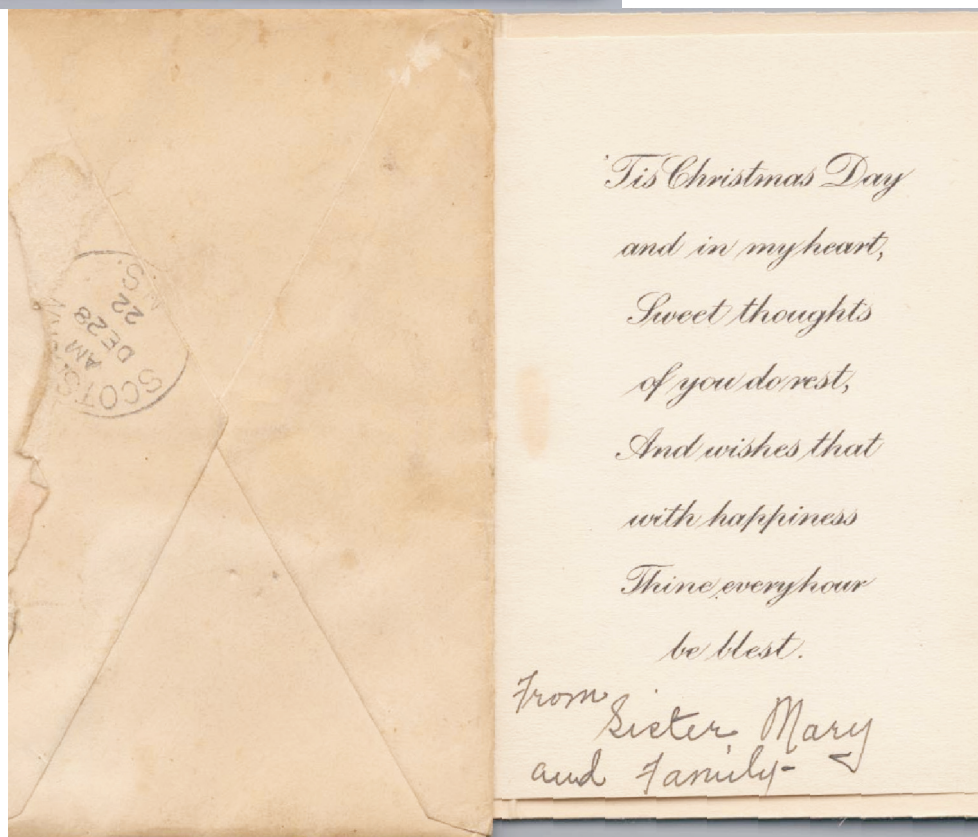 SCOTS
AM
DE 28
22
N.S.
'Tis Christmas Day
and in my heart,
Sweet thoughts
of you do rest,
And wishes that
with happiness
Thine every hour
be blest.
From
Sister Mary
and family-